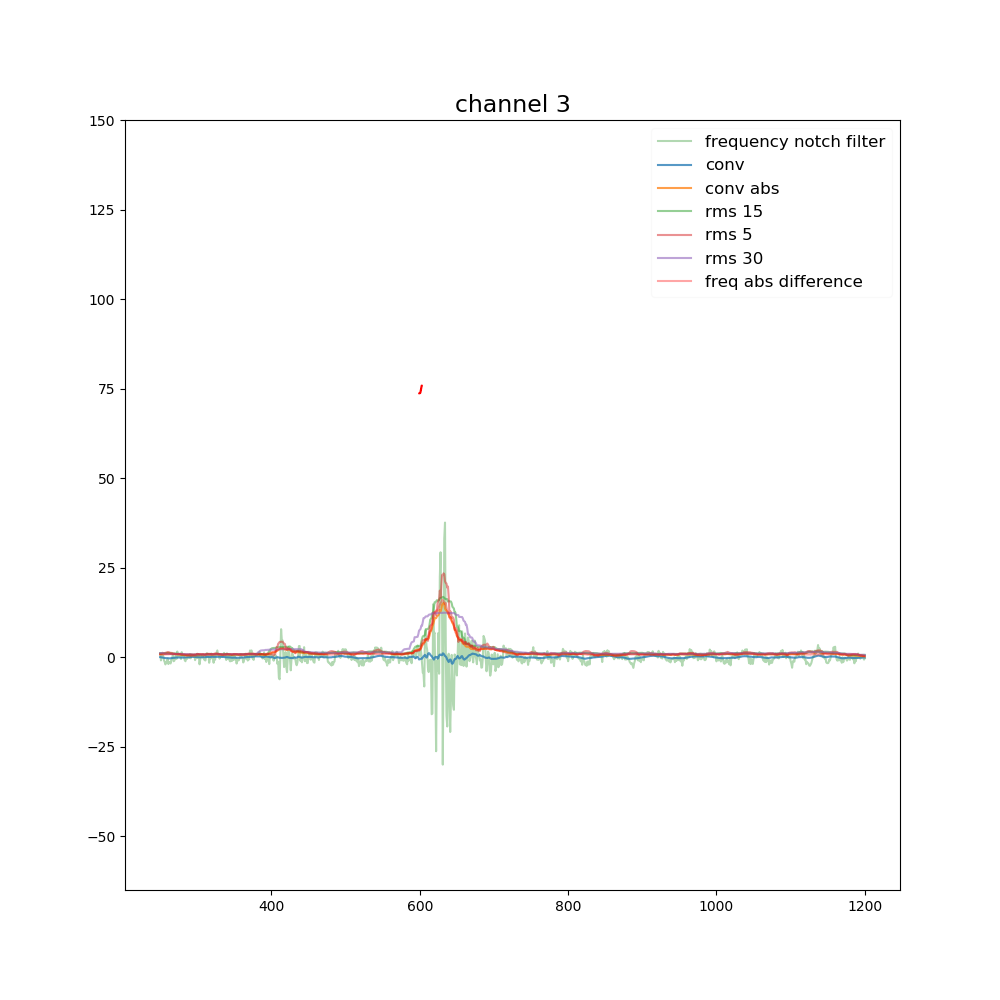 channel 3
150
125
100
75
50
25
0
−25
−50
400 600 800 1000 1200
frequency notch filter
conv
conv abs
rms 15
rms 5
rms 30
freq abs difference